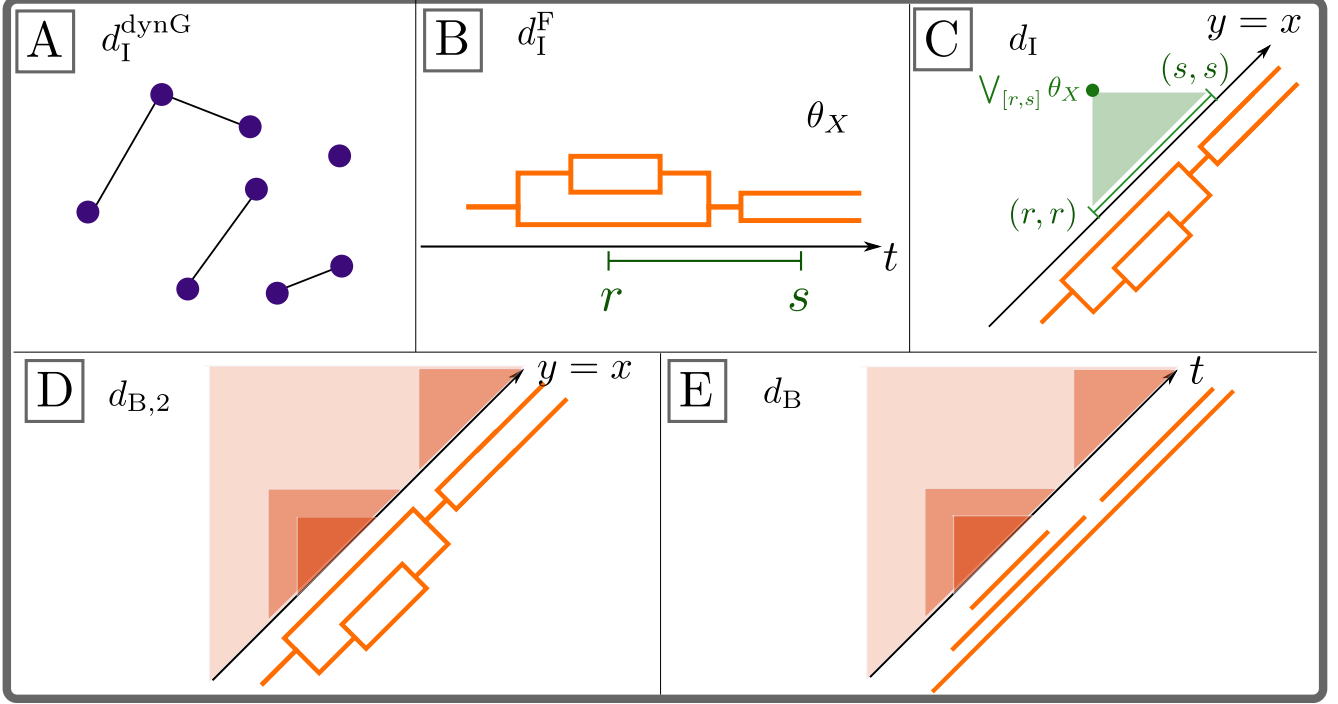 A
d_I^dynG
B
d_I^F
θ_X
t
r
s
C
d_I
y = x
⋁_[r,s] θ_X
(s, s)
(r, r)
D
d_B,2
y = x
E
d_B
t